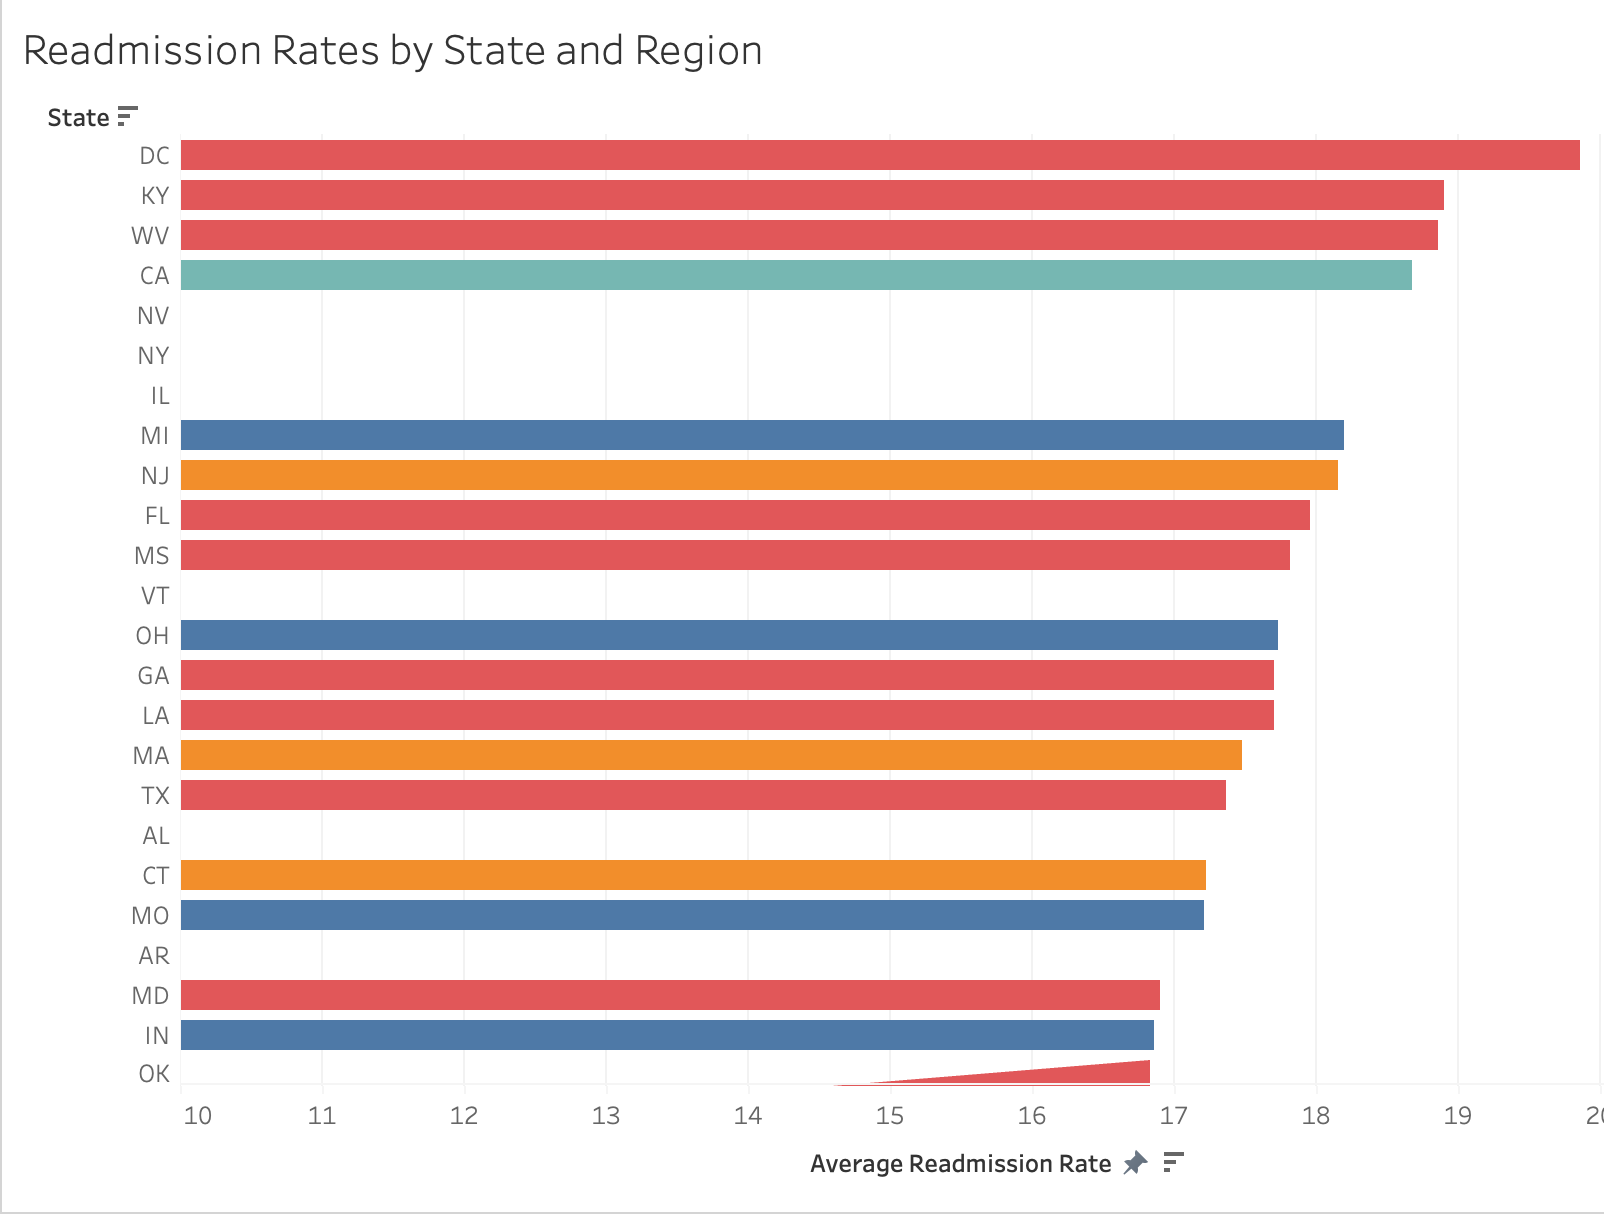 Readmission Rates by State and Region
State
DC
KY
WV
CA
NV
NY
IL
MI
NJ
FL
MS
VT
OH
GA
LA
MA
TX
AL
CT
MO
AR
MD
IN
OK
10 11 12 13 14 15 16 17 18 19 20
Average Readmission Rate